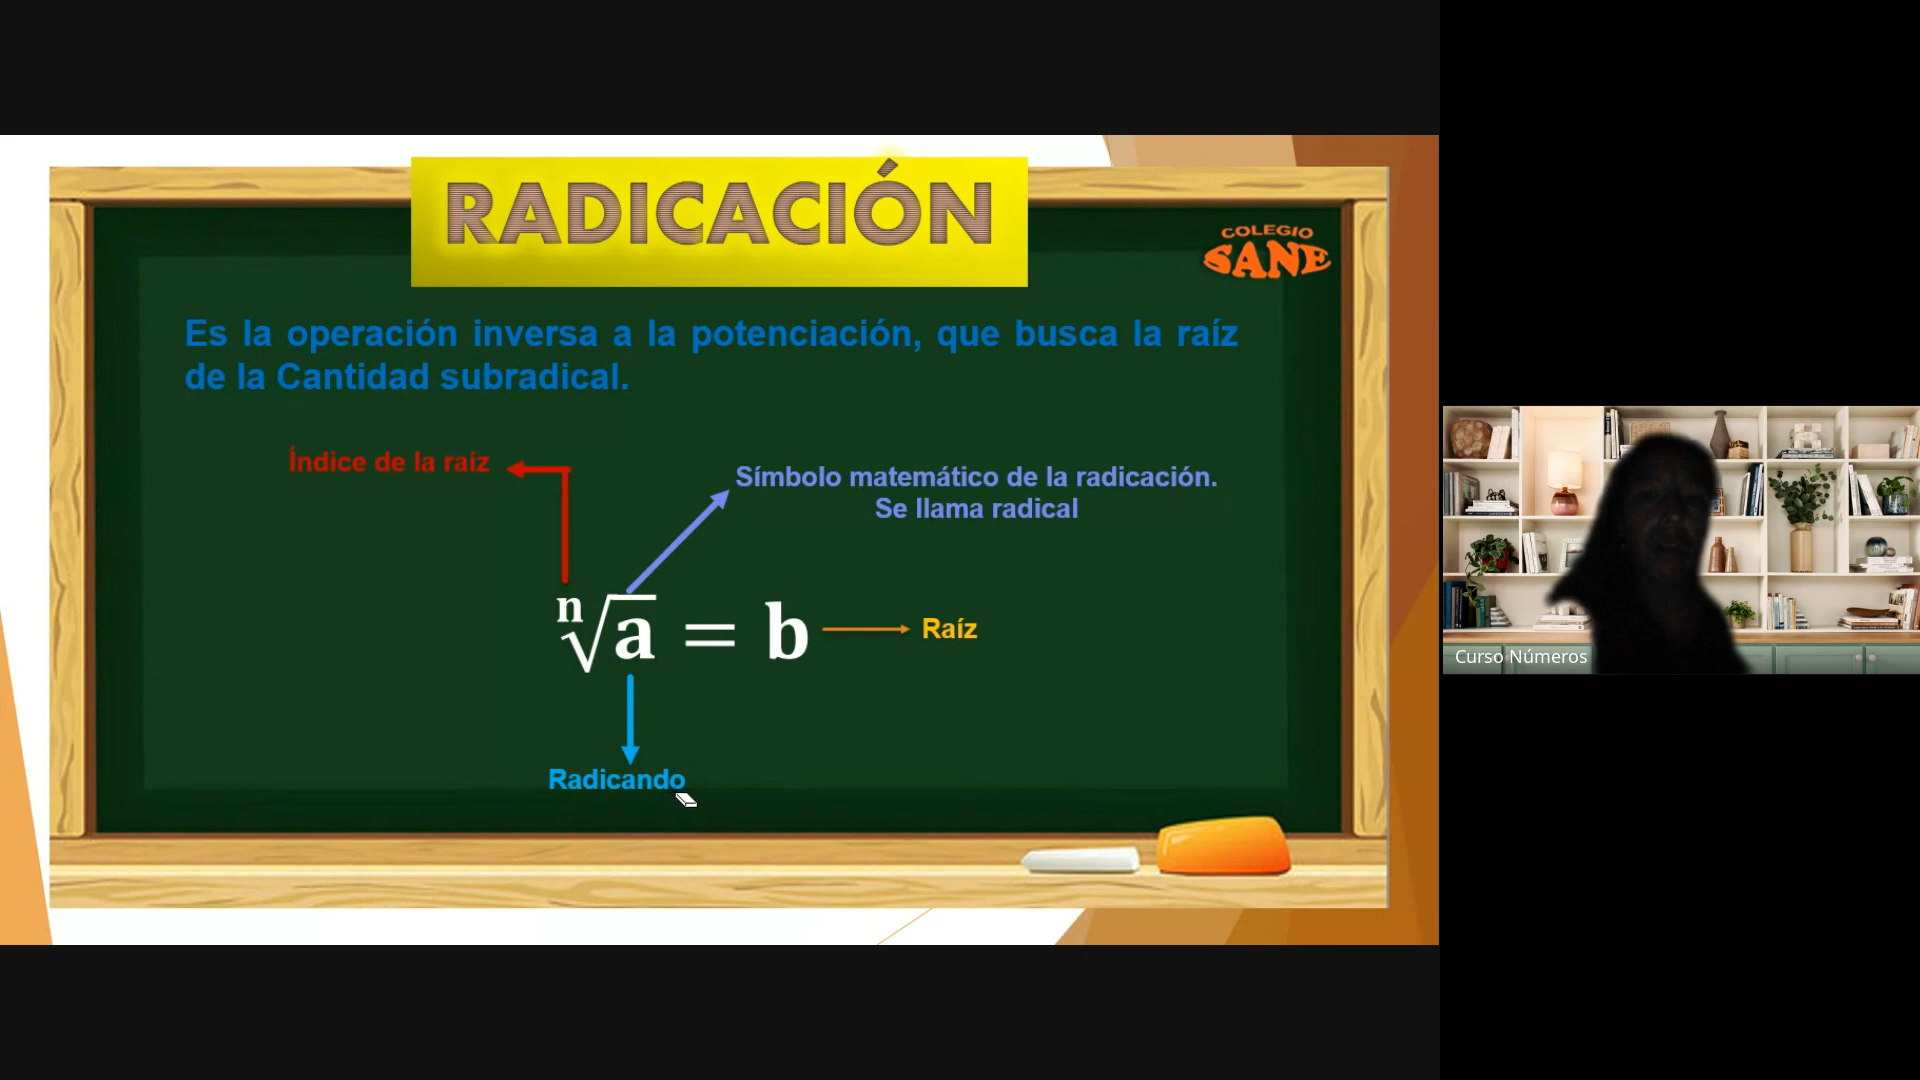 RADICACIÓN
COLEGIO
SANE
Es la operación inversa a la potenciación, que busca la raíz
de la Cantidad subradical.
Índice de la raíz
Símbolo matemático de la radicación.
Se llama radical
n√a = b
Raíz
Radicando
Curso Números